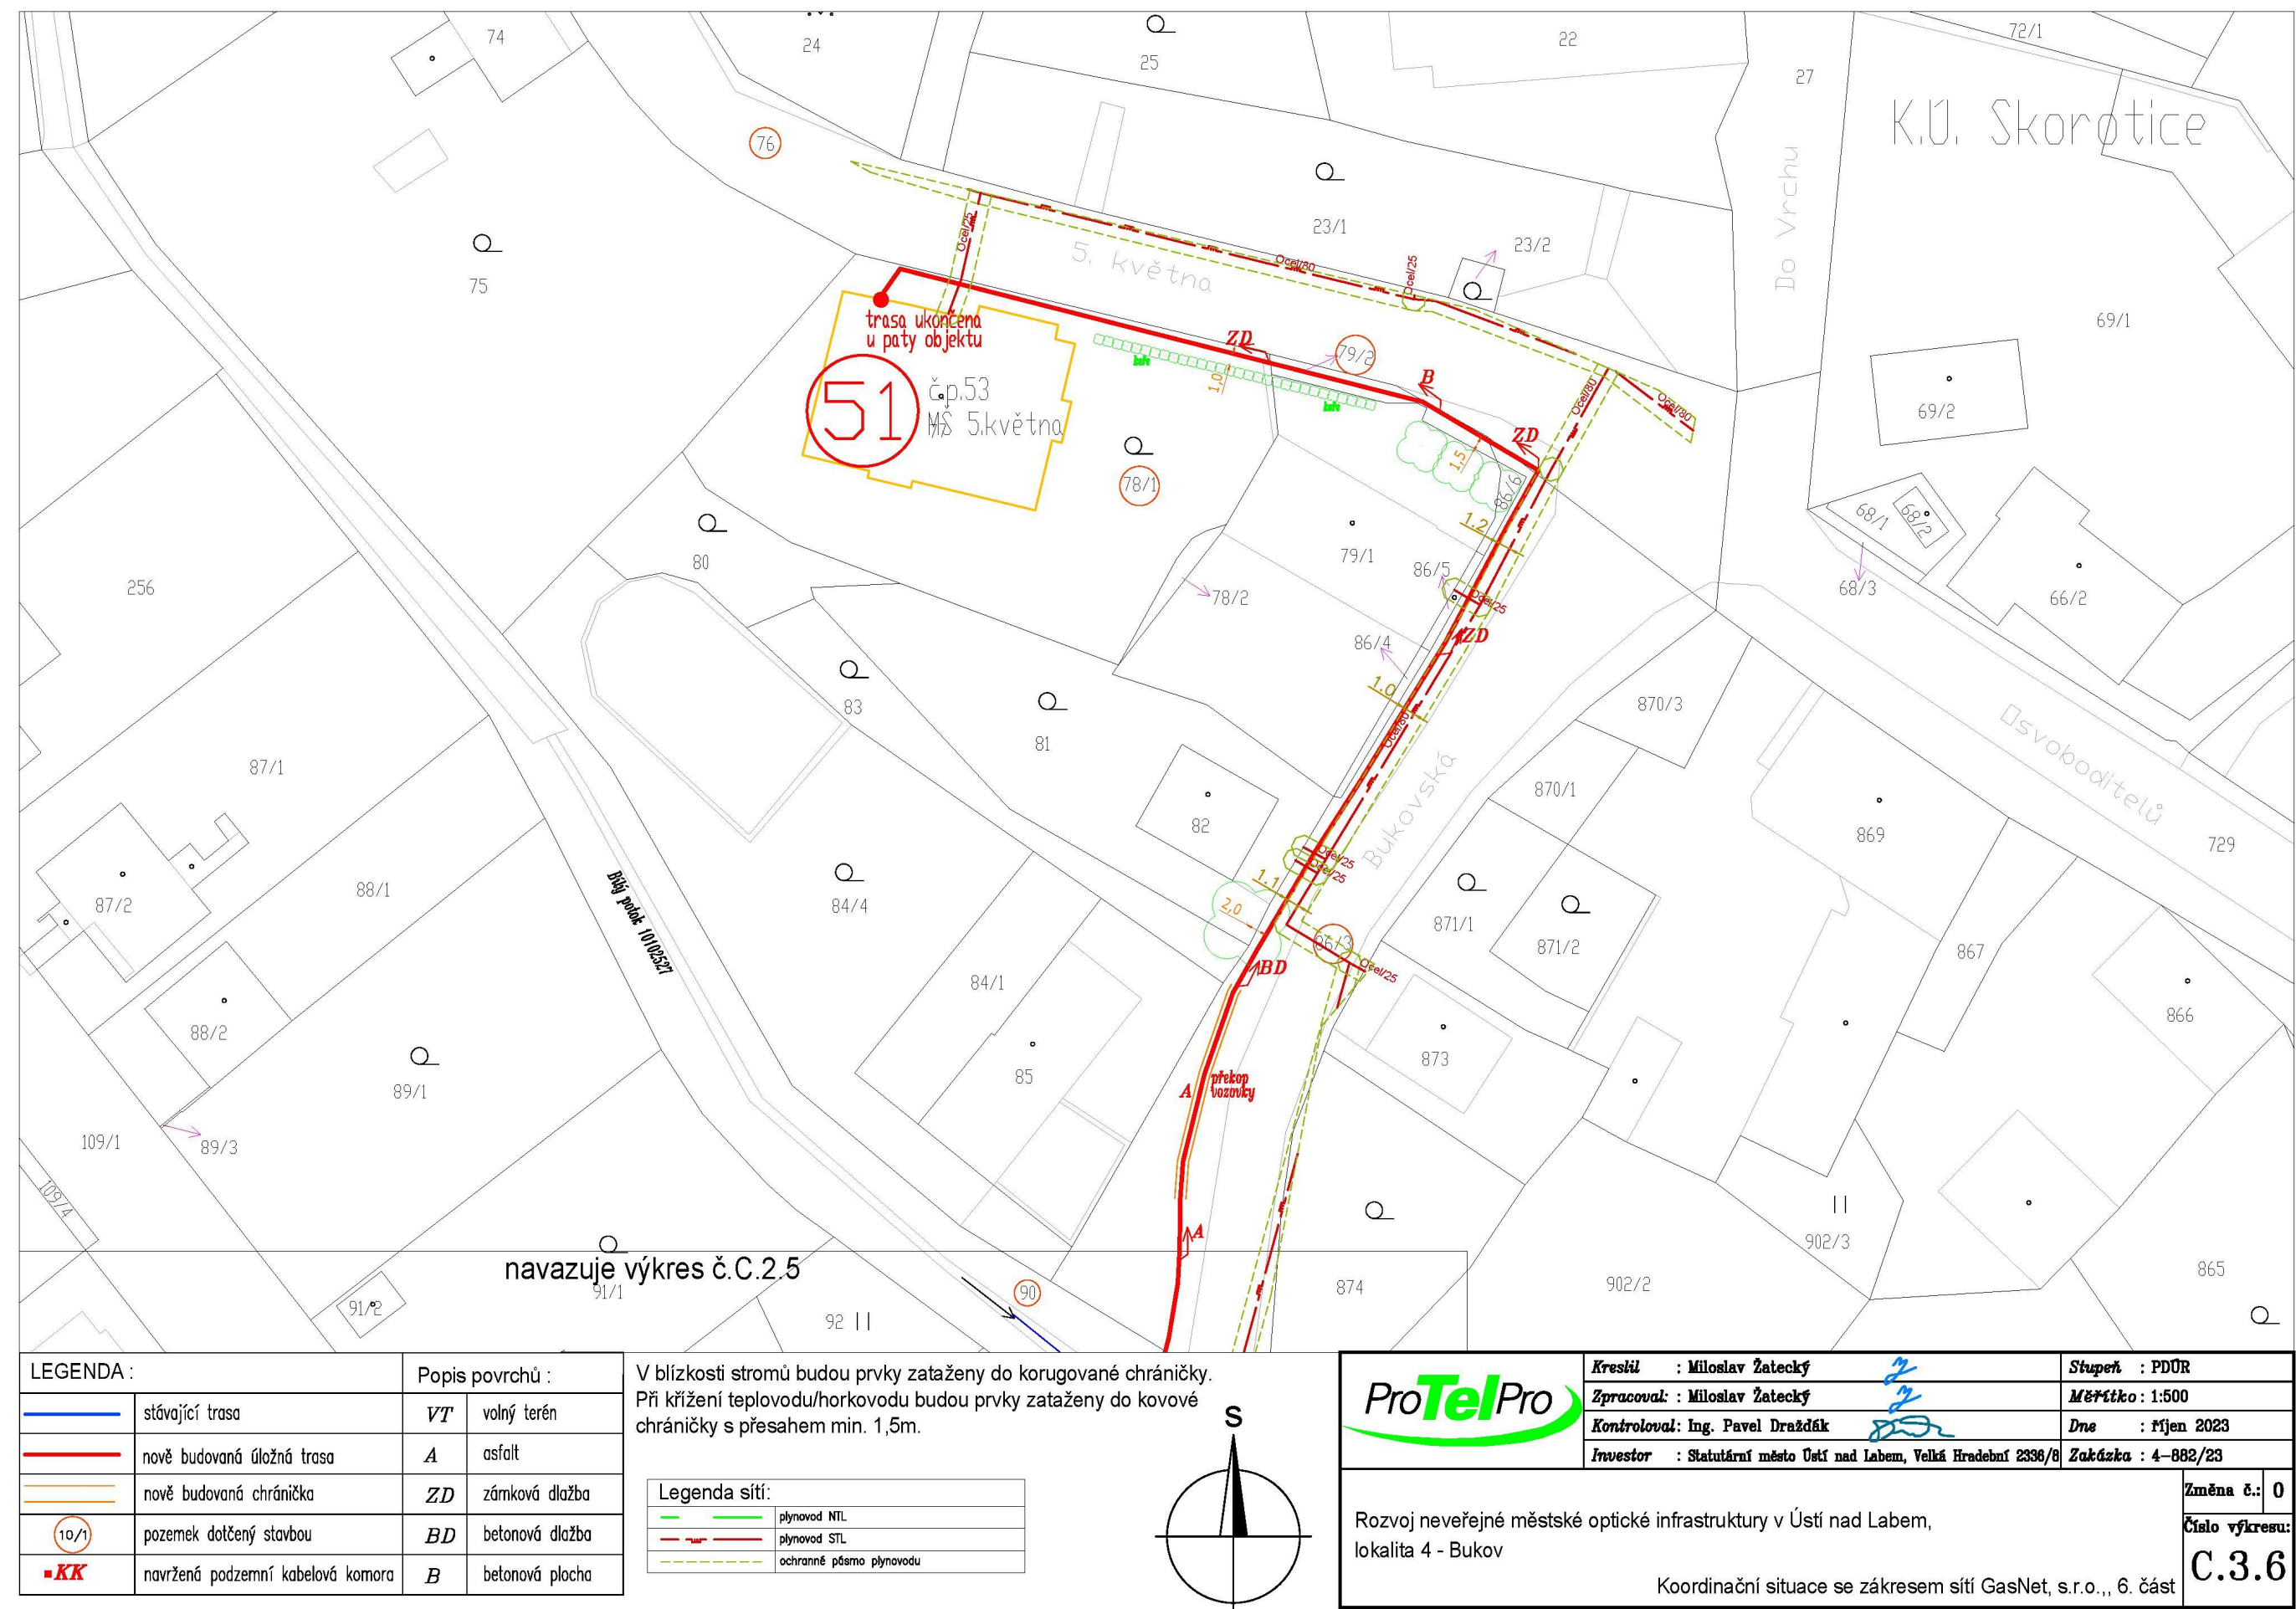 74
24
25
22
72/1
27
K.Ú. Skorotice
76
Do Vrchu
23/1
23/2
75
5. května
Ocel/25
Ocel/80
Ocel/25
69/1
trasa ukončena
u paty objektu
ZD
79/2
B
keře
1,0
keře
Ocel/80
Ocel/80
51
č.p.53
MŠ 5.května
69/2
ZD
1,5
78/1
86/6
68/1
68/2
1.2
79/1
86/5
80
256
78/2
Ocel/25
68/3
66/2
86/4
ZD
83
1.0
870/3
Ocel/80
Osvoboditelů
81
87/1
Bukovská
870/1
82
869
729
Ocel/25
Ocel/25
88/1
1.1
87/2
84/4
2,0
Bílý potok 10102527
871/1
871/2
86/3
867
BD
Ocel/25
84/1
866
88/2
873
85
89/1
A
překop
vozovky
109/1
89/3
109/4
A
902/3
navazuje výkres č.C.2.5
865
91/1
90
874
902/2
91/2
92
LEGENDA :
Popis povrchů :
stávající trasa
VT volný terén
nově budovaná úložná trasa
A asfalt
nově budovaná chránička
ZD zámková dlažba
10/1 pozemek dotčený stavbou
BD betonová dlažba
KK navržená podzemní kabelová komora
B betonová plocha
V blízkosti stromů budou prvky zataženy do korugované chráničky.
Při křížení teplovodu/horkovodu budou prvky zataženy do kovové
chráničky s přesahem min. 1,5m.
Legenda sítí:
plynovod NTL
plynovod STL
ochranné pásmo plynovodu
S
ProTelPro
Kreslil : Miloslav Žatecký
Stupeň : PDÚR
Zpracoval: : Miloslav Žatecký
Měřítko : 1:500
Kontroloval: Ing. Pavel Draždák
Dne : říjen 2023
Investor : Statutární město Ústí nad Labem, Velká Hradební 2336/8
Zakázka : 4-882/23
Změna č.: 0
Rozvoj neveřejné městské optické infrastruktury v Ústí nad Labem,
lokalita 4 - Bukov
Číslo výkresu:
C.3.6
Koordinační situace se zákresem sítí GasNet, s.r.o.,, 6. část